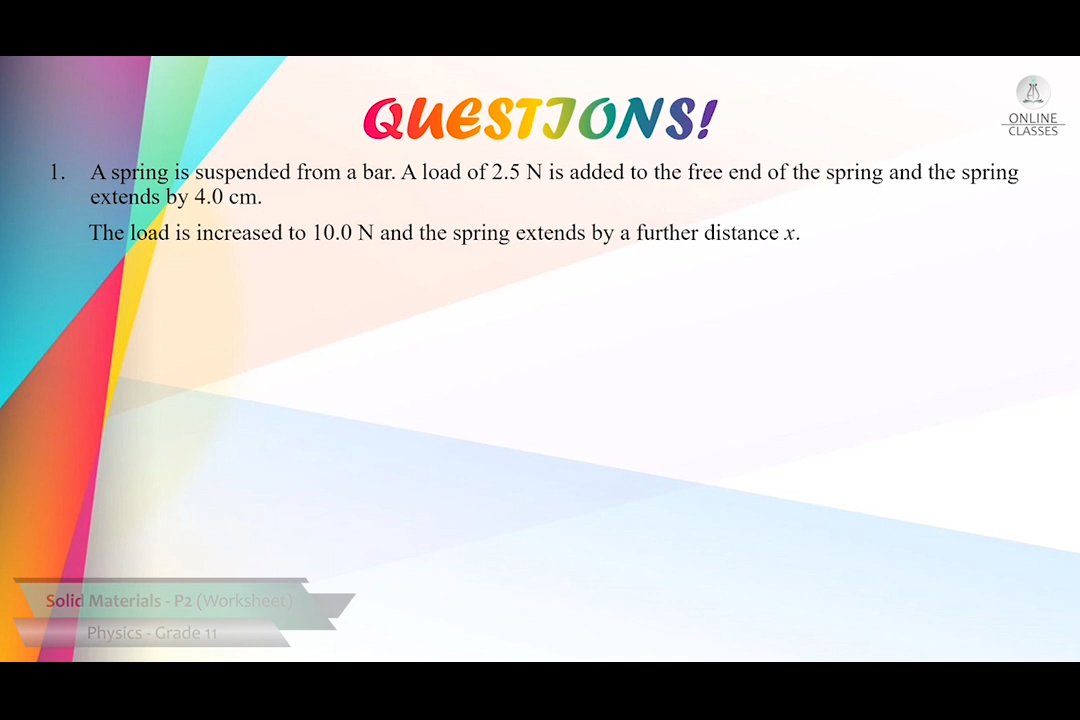 QUESTIONS!
ONLINE
CLASSES
1. A spring is suspended from a bar. A load of 2.5 N is added to the free end of the spring and the spring
extends by 4.0 cm.
The load is increased to 10.0 N and the spring extends by a further distance x.
Solid Materials - P2 (Worksheet)
Physics - Grade 11